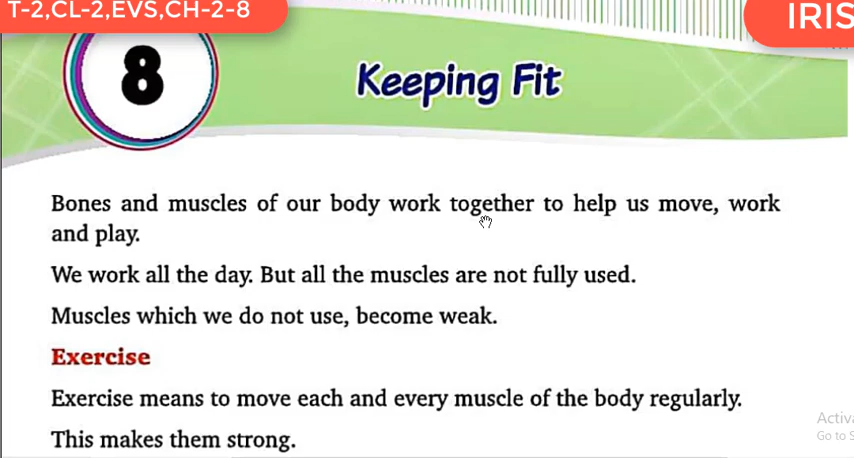 T-2,CL-2,EVS,CH-2-8
IRIS
8
Keeping Fit
Bones and muscles of our body work together to help us move, work
and play.
We work all the day. But all the muscles are not fully used.
Muscles which we do not use, become weak.
Exercise
Exercise means to move each and every muscle of the body regularly.
This makes them strong.
Go to